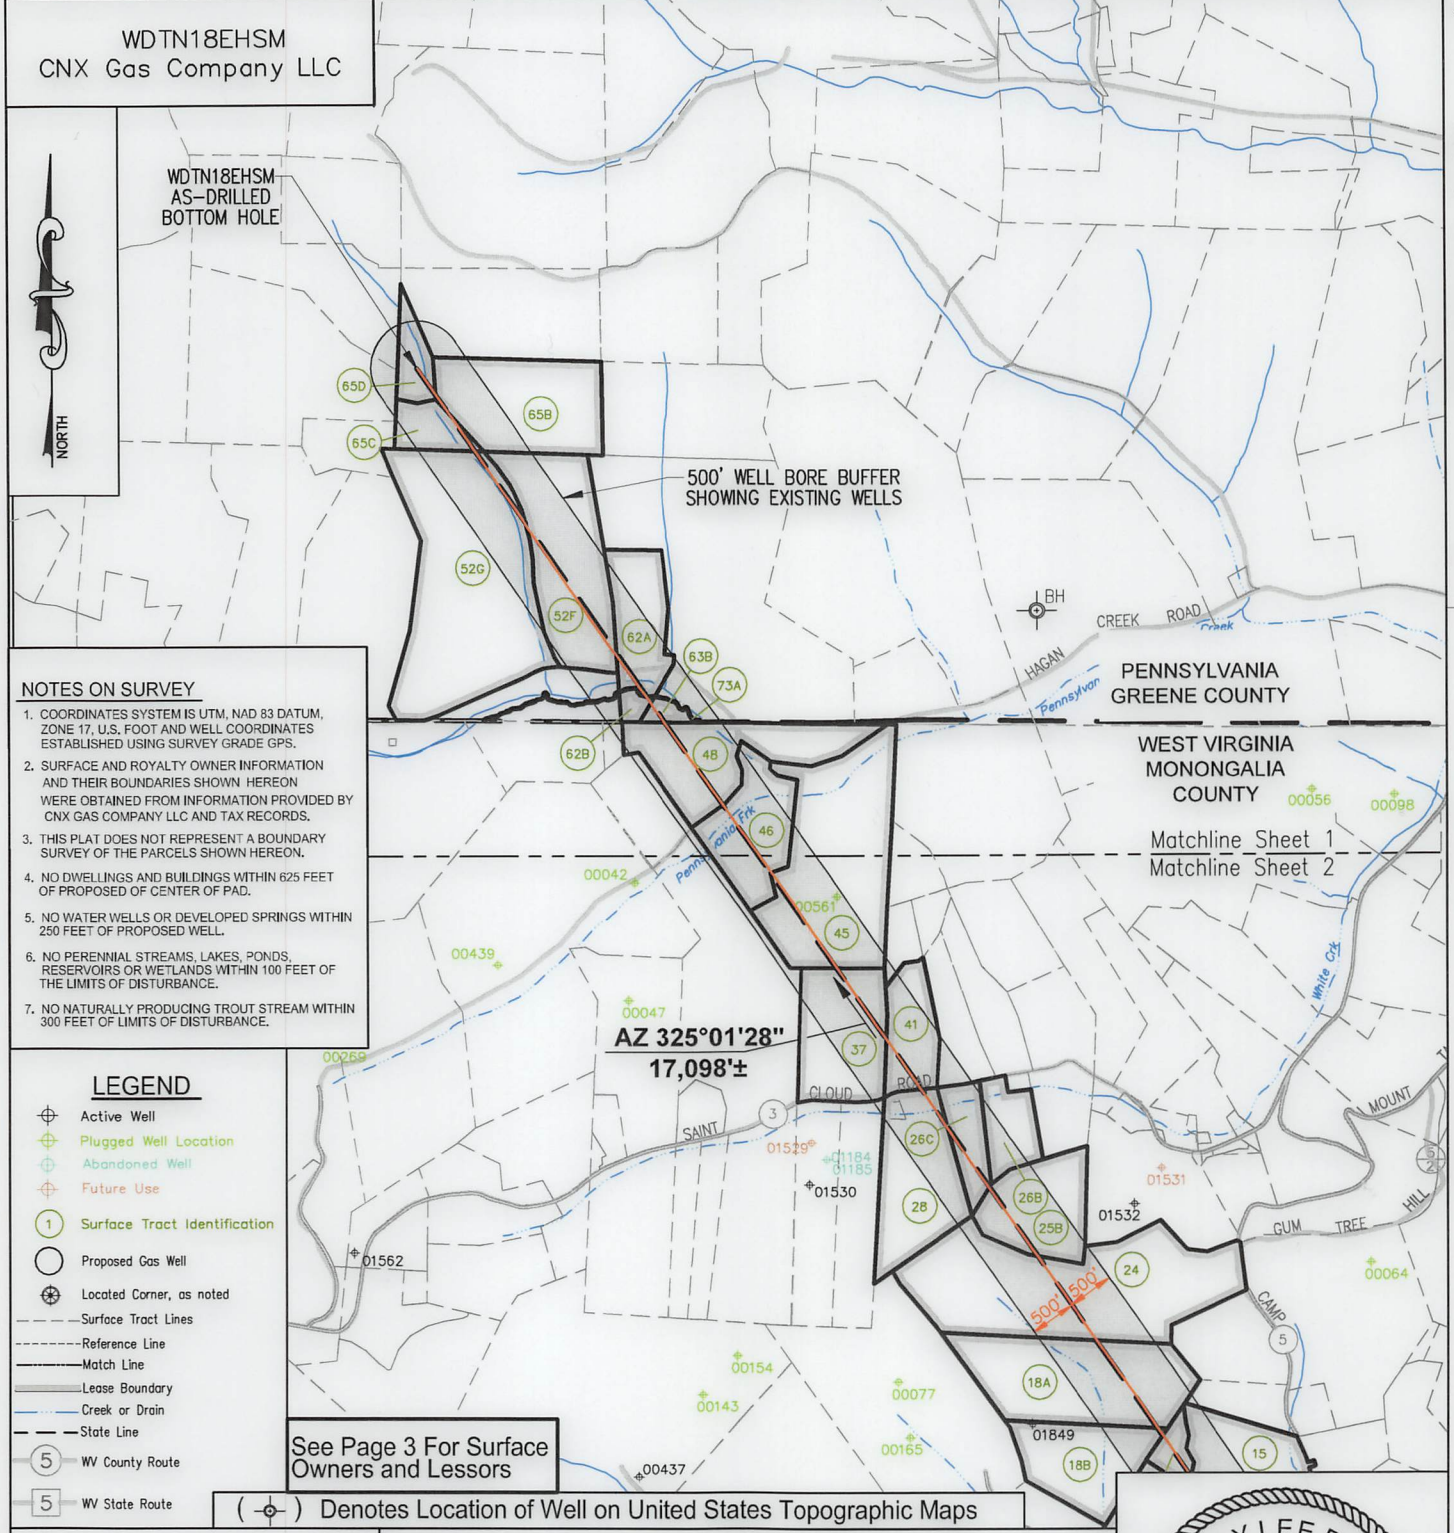 WDTN18EHSM
CNX Gas Company LLC
NORTH
WDTN18EHSM
AS-DRILLED
BOTTOM HOLE
65D
65B
65C
500' WELL BORE BUFFER
SHOWING EXISTING WELLS
52G
52F
62A
63B
73A
62B
BH
HAGAN CREEK ROAD
Creek
Pennsylvan
PENNSYLVANIA
GREENE COUNTY
WEST VIRGINIA
MONONGALIA
COUNTY
00056
00098
Matchline Sheet 1
Matchline Sheet 2
NOTES ON SURVEY
1. COORDINATES SYSTEM IS UTM, NAD 83 DATUM,
ZONE 17, U.S. FOOT AND WELL COORDINATES
ESTABLISHED USING SURVEY GRADE GPS.
2. SURFACE AND ROYALTY OWNER INFORMATION
AND THEIR BOUNDARIES SHOWN HEREON
WERE OBTAINED FROM INFORMATION PROVIDED BY
CNX GAS COMPANY LLC AND TAX RECORDS.
3. THIS PLAT DOES NOT REPRESENT A BOUNDARY
SURVEY OF THE PARCELS SHOWN HEREON.
4. NO DWELLINGS AND BUILDINGS WITHIN 625 FEET
OF PROPOSED OF CENTER OF PAD.
5. NO WATER WELLS OR DEVELOPED SPRINGS WITHIN
250 FEET OF PROPOSED WELL.
6. NO PERENNIAL STREAMS, LAKES, PONDS,
RESERVOIRS OR WETLANDS WITHIN 100 FEET OF
THE LIMITS OF DISTURBANCE.
7. NO NATURALLY PRODUCING TROUT STREAM WITHIN
300 FEET OF LIMITS OF DISTURBANCE.
48
46
00042
00561
45
00439
00047
White Crk
AZ 325°01'28"
17,098'±
37
41
00269
SAINT CLOUD ROAD
3
MOUNT
01529
01184
01185
01530
26C
28
26B
25B
01531
01532
5
2
GUM TREE HILL
01562
24
00064
500' 500'
CAMP
5
00154
00143
00077
18A
00165
01849
18B
15
00437
LEGEND
Active Well
Plugged Well Location
Abandoned Well
Future Use
1 Surface Tract Identification
Proposed Gas Well
Located Corner, as noted
Surface Tract Lines
Reference Line
Match Line
Lease Boundary
Creek or Drain
State Line
5 WV County Route
5 WV State Route
See Page 3 For Surface
Owners and Lessors
( ) Denotes Location of Well on United States Topographic Maps